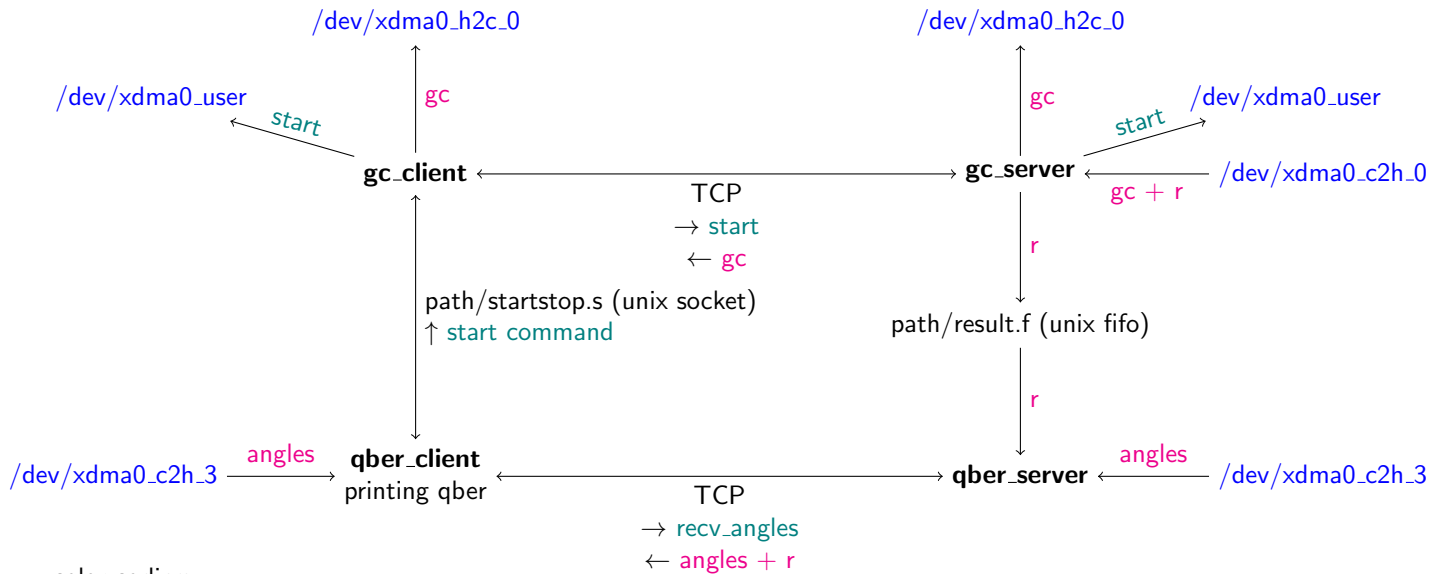 /dev/xdma0_h2c_0
/dev/xdma0_h2c_0
/dev/xdma0_user
gc
gc
/dev/xdma0_user
start
start
gc_client
gc_server
/dev/xdma0_c2h_0
TCP
gc + r
→ start
← gc
r
path/startstop.s (unix socket)
↑ start command
path/result.f (unix fifo)
r
/dev/xdma0_c2h_3
angles
qber_client
printing qber
qber_server
angles
/dev/xdma0_c2h_3
TCP
→ recv_angles
← angles + r